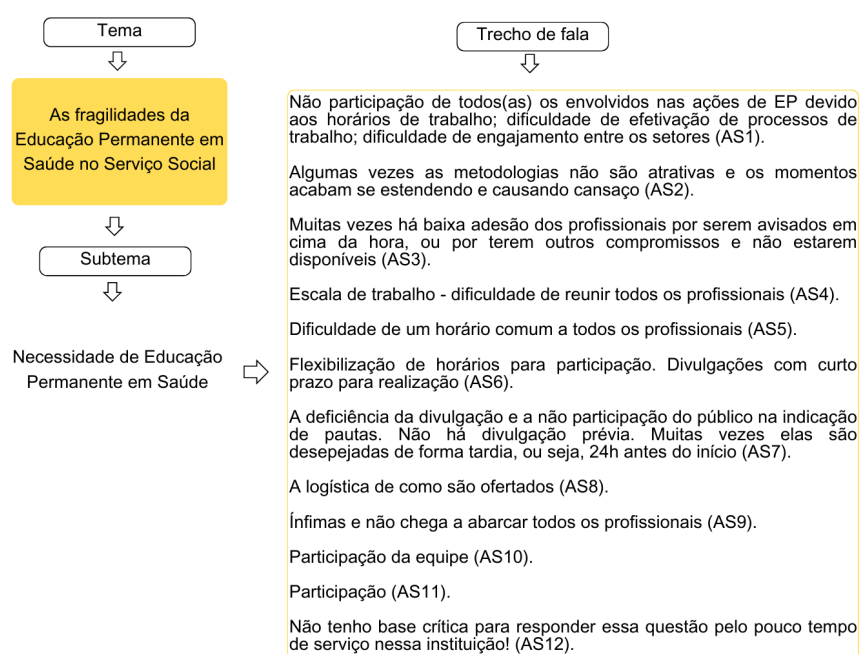 Tema
As fragilidades da
Educação Permanente em
Saúde no Serviço Social
Subtema
Necessidade de Educação
Permanente em Saúde
Trecho de fala
Não participação de todos(as) os envolvidos nas ações de EP devido
aos horários de trabalho; dificuldade de efetivação de processos de
trabalho; dificuldade de engajamento entre os setores (AS1).
Algumas vezes as metodologias não são atrativas e os momentos
acabam se estendendo e causando cansaço (AS2).
Muitas vezes há baixa adesão dos profissionais por serem avisados em
cima da hora, ou por terem outros compromissos e não estarem
disponíveis (AS3).
Escala de trabalho - dificuldade de reunir todos os profissionais (AS4).
Dificuldade de um horário comum a todos os profissionais (AS5).
Flexibilização de horários para participação. Divulgações com curto
prazo para realização (AS6).
A deficiência da divulgação e a não participação do público na indicação
de pautas. Não há divulgação prévia. Muitas vezes elas são
desepejadas de forma tardia, ou seja, 24h antes do início (AS7).
A logística de como são ofertados (AS8).
Ínfimas e não chega a abarcar todos os profissionais (AS9).
Participação da equipe (AS10).
Participação (AS11).
Não tenho base crítica para responder essa questão pelo pouco tempo
de serviço nessa instituição! (AS12).